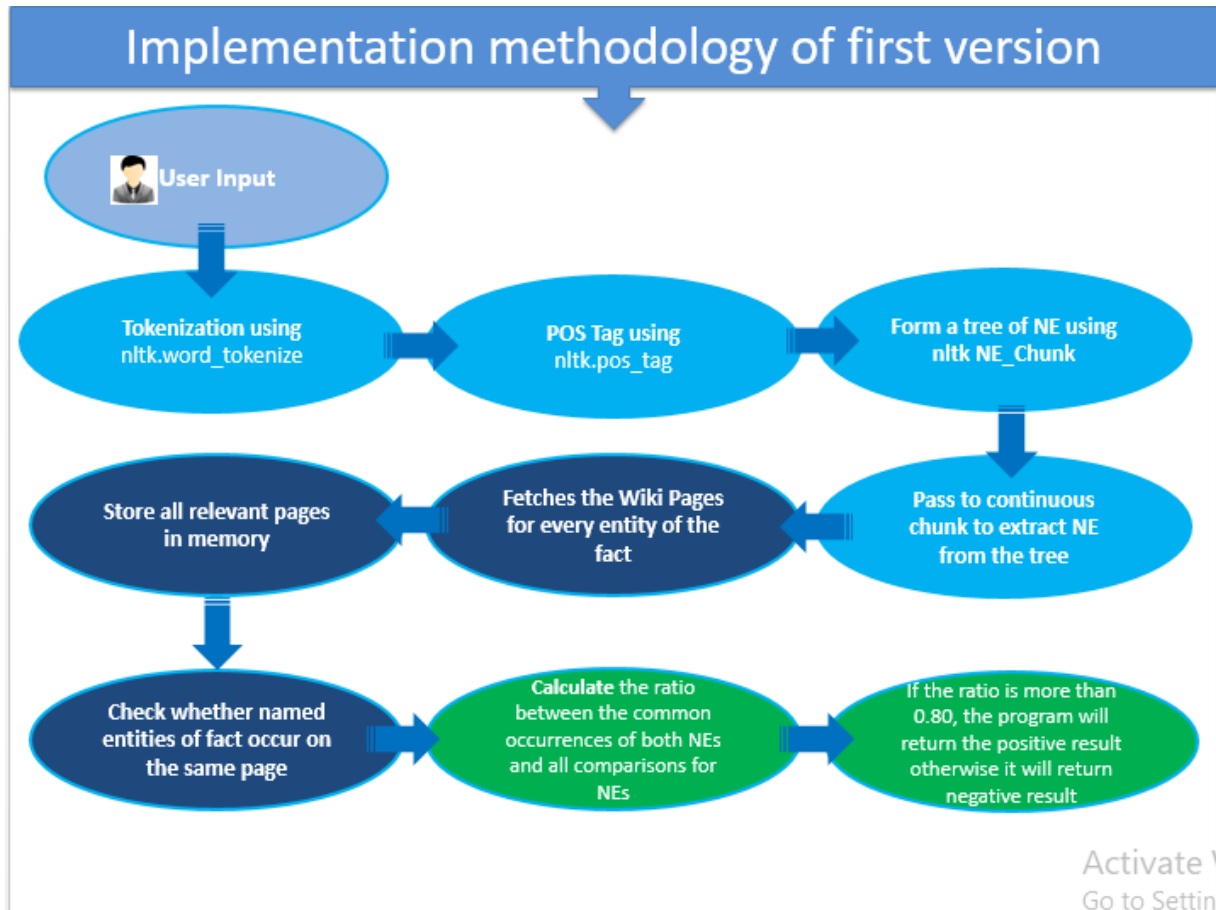 Implementation methodology of first version
User Input
Tokenization using
nltk.word_tokenize
POS Tag using
nltk.pos_tag
Form a tree of NE using
nltk NE_Chunk
Pass to continuous
chunk to extract NE
from the tree
Fetches the Wiki Pages
for every entity of the
fact
Store all relevant pages
in memory
Check whether named
entities of fact occur on
the same page
Calculate the ratio
between the common
occurrences of both NEs
and all comparisons for
NEs
If the ratio is more than
0.80, the program will
return the positive result
otherwise it will return
negative result
Activate
Go to Settin